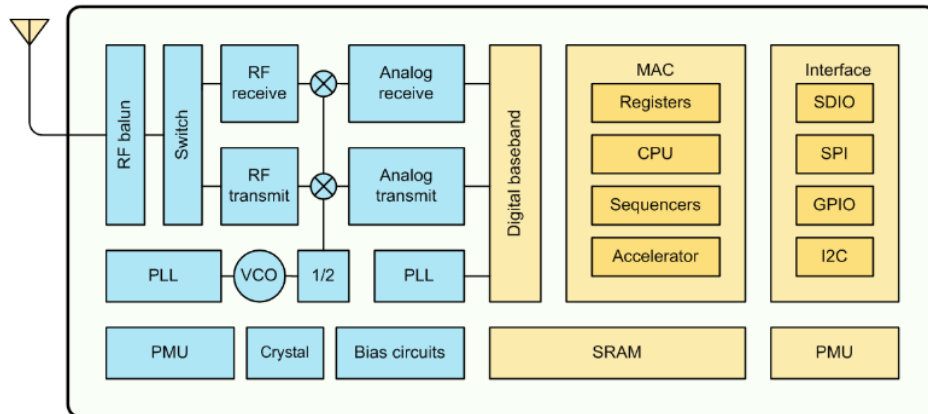 RF balun
Switch
RF
receive
Analog
receive
RF
transmit
Analog
transmit
PLL
VCO
1/2
PLL
Digital baseband
MAC
Registers
CPU
Sequencers
Accelerator
Interface
SDIO
SPI
GPIO
I2C
PMU
Crystal
Bias circuits
SRAM
PMU